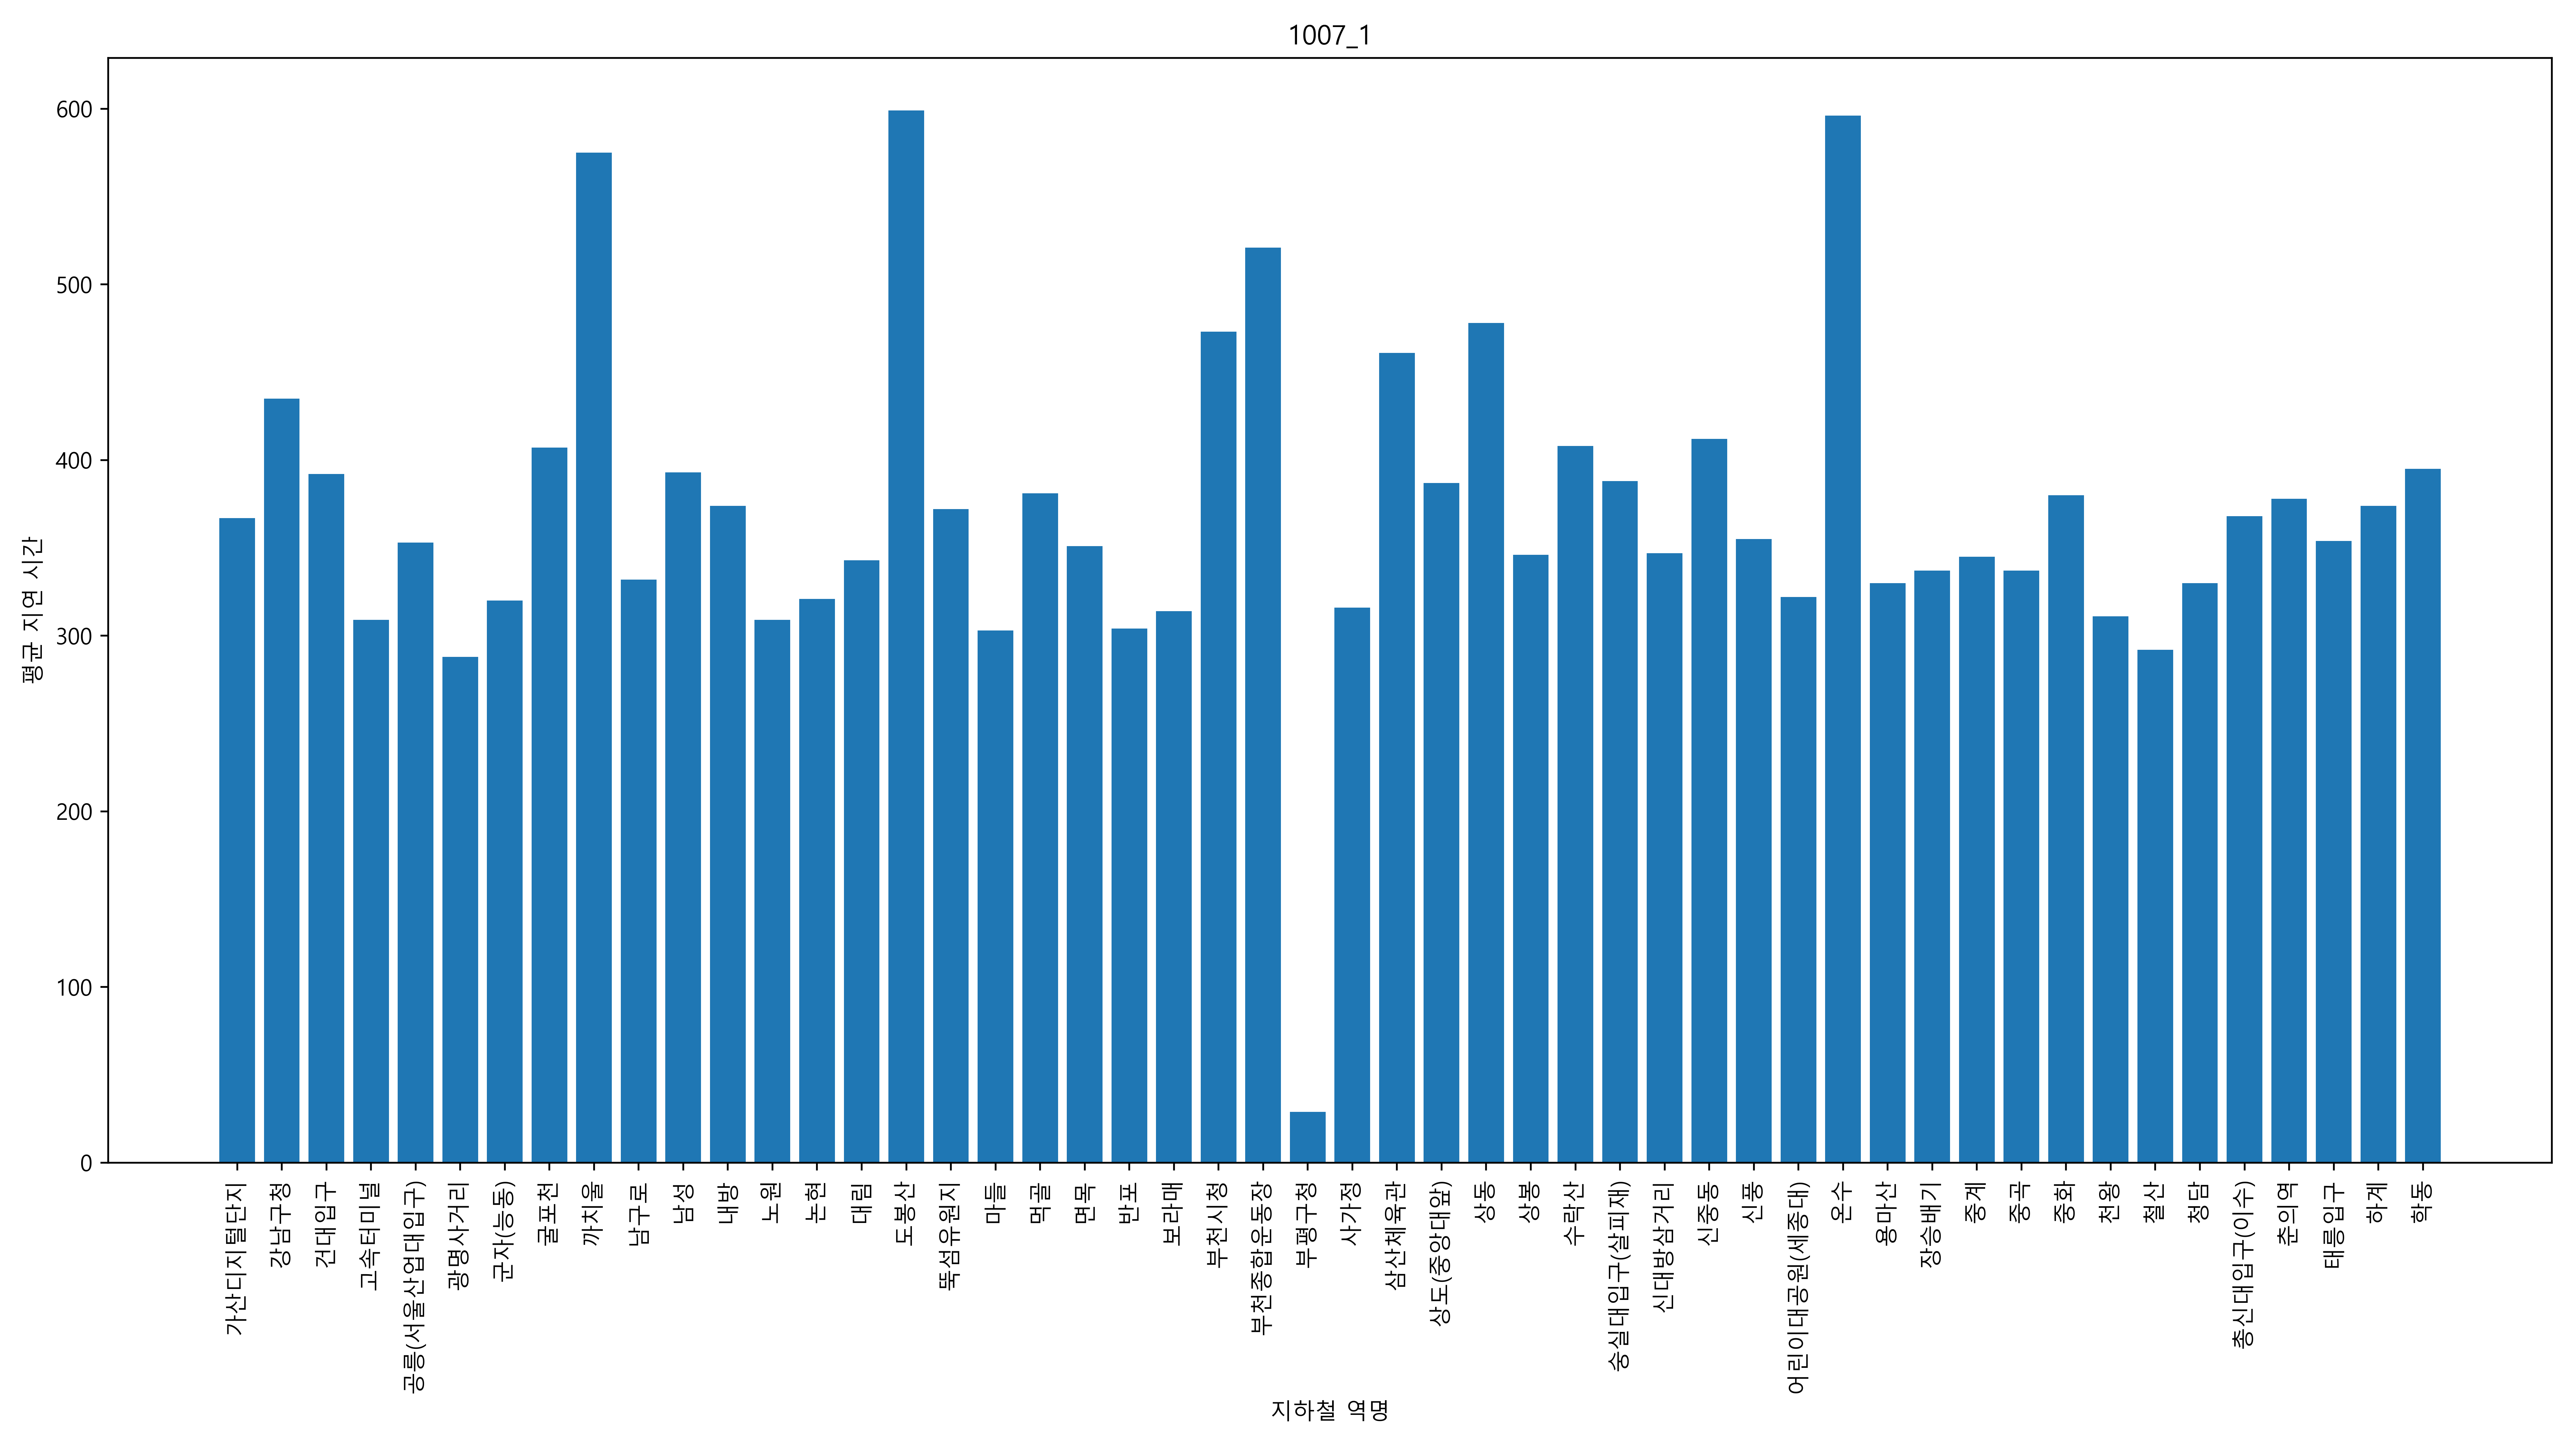 1007_1
평균 지연 시간
600
500
400
300
200
100
0
가산디지털단지
강남구청
건대입구
고속터미널
공릉(서울산업대입구)
광명사거리
군자(능동)
굴포천
까치울
남구로
남성
내방
노원
논현
대림
도봉산
뚝섬유원지
마들
먹골
면목
반포
보라매
부천시청
부천종합운동장
부평구청
사가정
삼산체육관
상도(중앙대앞)
상동
상봉
수락산
숭실대입구(살피재)
신대방삼거리
신중동
신풍
어린이대공원(세종대)
온수
용마산
장승배기
중계
중곡
중화
천왕
철산
청담
총신대입구(이수)
춘의역
태릉입구
하계
학동
지하철 역명